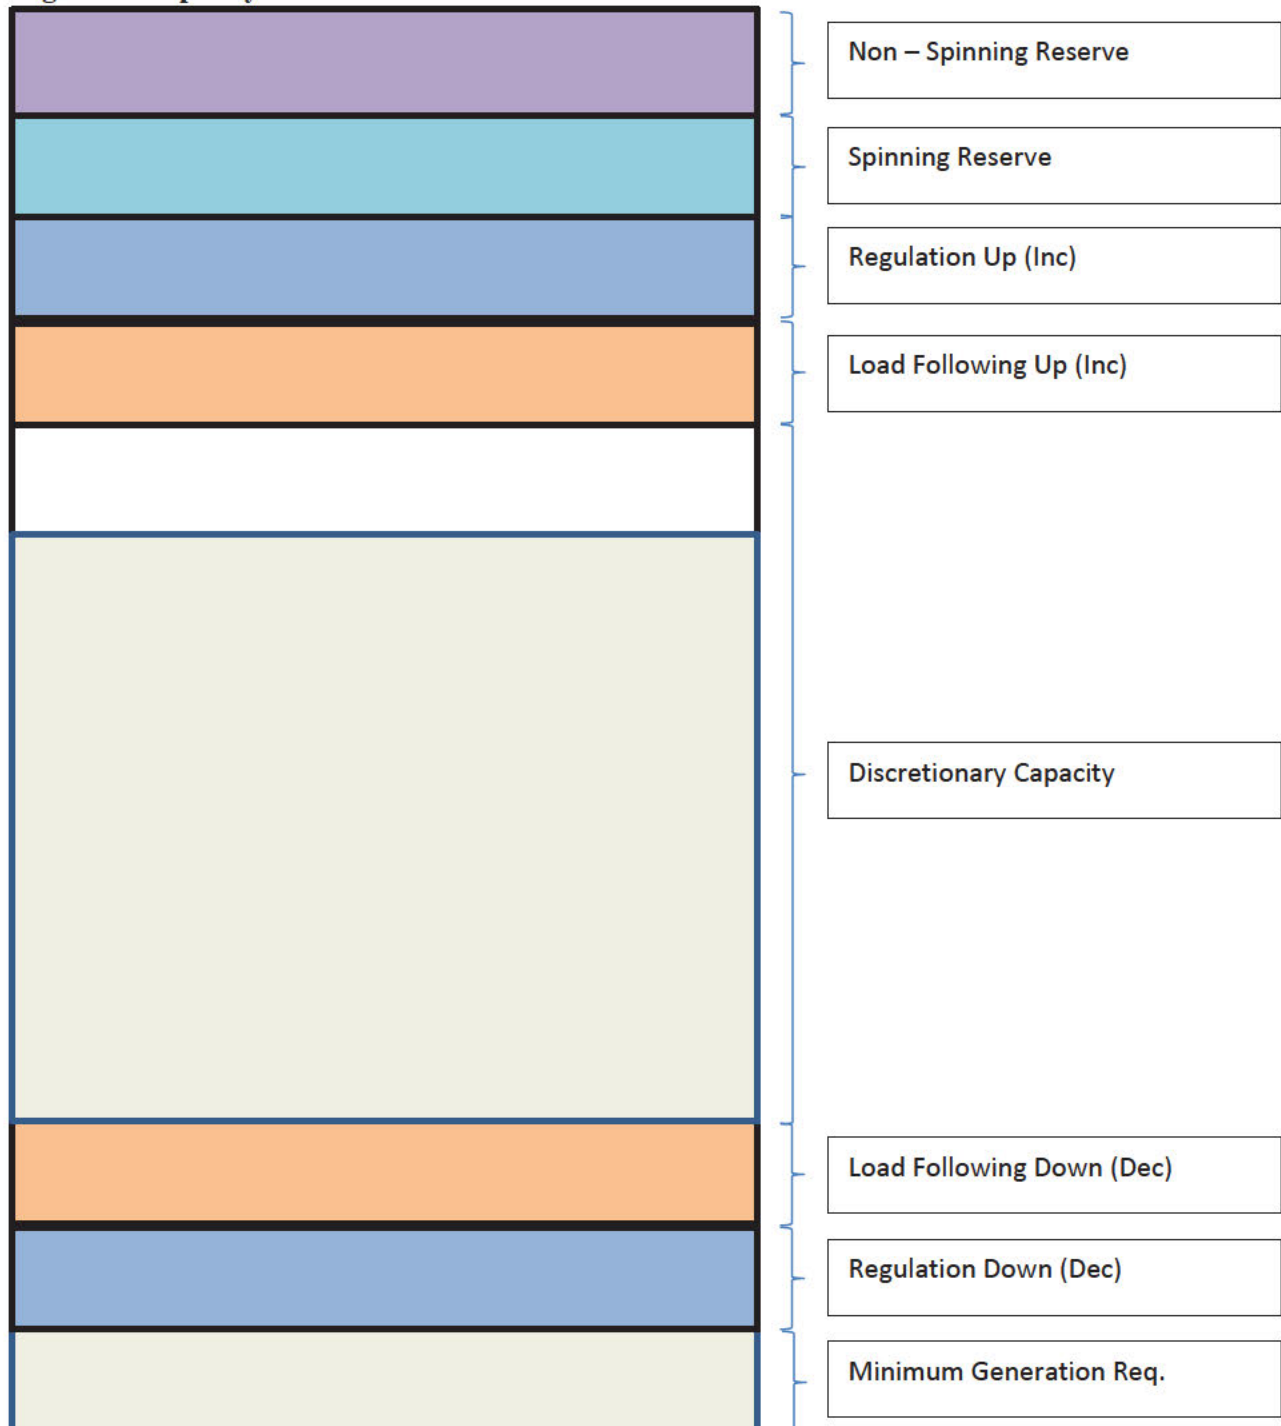 Non – Spinning Reserve
Spinning Reserve
Regulation Up (Inc)
Load Following Up (Inc)
Discretionary Capacity
Load Following Down (Dec)
Regulation Down (Dec)
Minimum Generation Req.